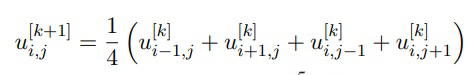 u_{i,j}^{[k+1]} = \frac{1}{4} \left( u_{i-1,j}^{[k]} + u_{i+1,j}^{[k]} + u_{i,j-1}^{[k]} + u_{i,j+1}^{[k]} \right)